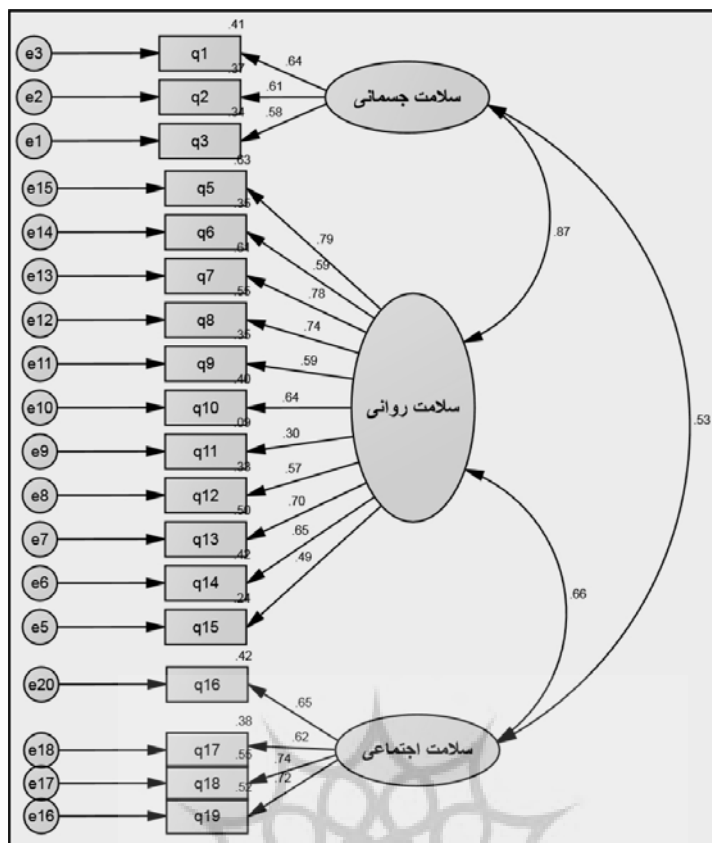 .41
e3 q1 .64
.37
e2 q2 .61 سلامت جسمانی
.34 .58
e1 q3
.63
e15 q5
.35 .79 .87
e14 q6 .59
.61
e13 q7 .78
.55
e12 q8 .74
.35
e11 q9 .59
.40
e10 q10 .64 سلامت روانی
.09 .53
e9 q11 .30
.33
e8 q12 .57
.50 .70
e7 q13
.42 .65
e6 q14 .49
.24 .66
e5 q15
.42
e20 q16
.65
.38
e18 q17 .62 سلامت اجتماعی
.55 .74
e17 q18 .72
.52
e16 q19